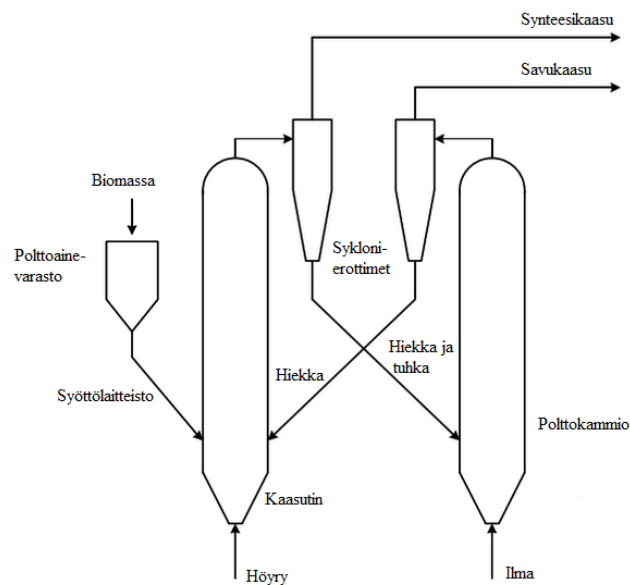 Synteesikaasu
Savukaasu
Biomassa
Polttoaine-
varasto
Sykloni-
erottimet
Hiekka
Hiekka ja
tuhka
Syöttölaitteisto
Polttokammio
Kaasutin
Höyry
Ilma